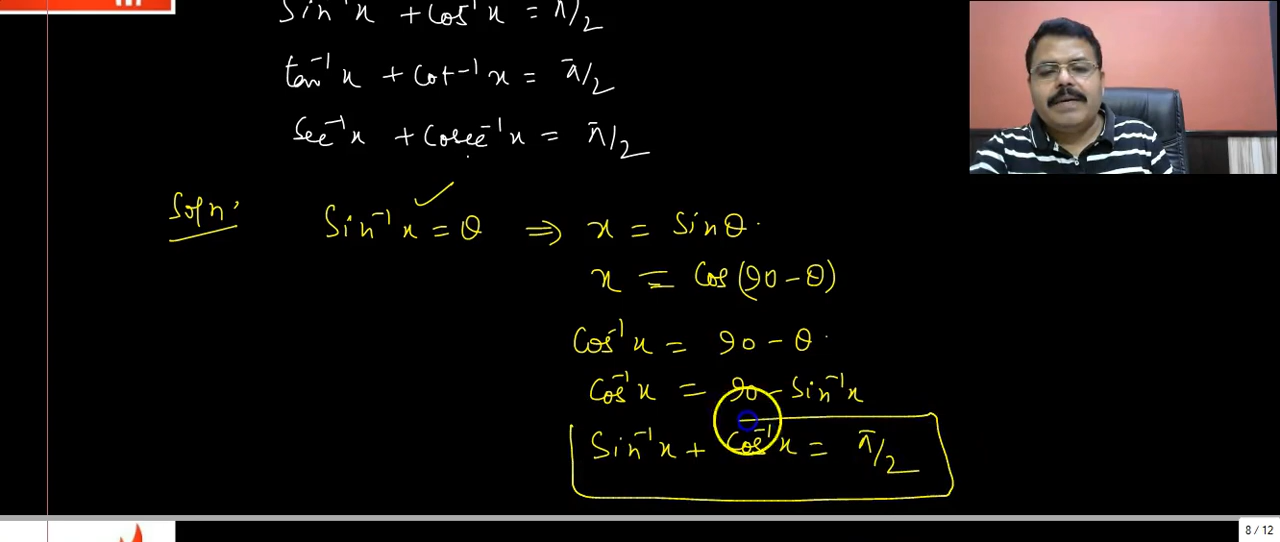 Sin⁻¹x + Cos⁻¹x = π/2
tan⁻¹x + Cot⁻¹x = π/2
Sec⁻¹x + Cosec⁻¹x = π/2
Soln:
Sin⁻¹x = θ ⇒ x = Sinθ.
x = Cos(90 - θ)
Cos⁻¹x = 90 - θ.
Cos⁻¹x = 90 - Sin⁻¹x
Sin⁻¹x + Cos⁻¹x = π/2
8 / 12